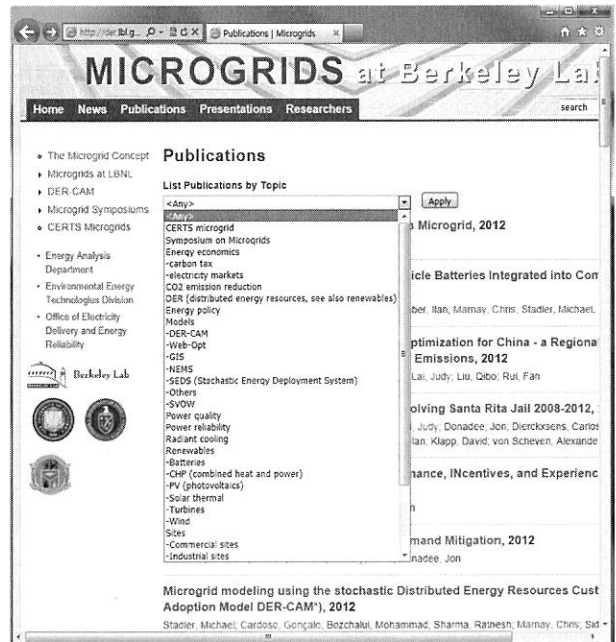 http://der.lbl.g...
Publications | Microgrids
MICROGRIDS at Berkeley La
Home News Publications Presentations Researchers
search
The Microgrid Concept
Microgrids at LBNL
DER-CAM
Microgrid Symposiums
CERTS Microgrids
Energy Analysis
Department
Environmental Energy
Technologies Division
Office of Electricity
Delivery and Energy
Reliability
Berkeley Lab
Publications
List Publications by Topic
<Any>
Apply
<Any>
CERTS microgrid
Symposium on Microgrids
Energy economics
-carbon tax
-electricity markets
CO2 emission reduction
DER (distributed energy resources, see also renewables)
Energy policy
Models
-DER-CAM
-Web-Opt
-GIS
-NEMS
-SEDS (Stochastic Energy Deployment System)
-Others
-SVOW
Power quality
Power reliability
Radiant cooling
Renewables
-Batteries
-CHP (combined heat and power)
-PV (photovoltaics)
-Solar thermal
-Turbines
-Wind
Sites
-Commercial sites
-Industrial sites
s Microgrid, 2012
icle Batteries Integrated into Com
ber, Ilan; Marnay, Chris; Stadler, Michael,
ptimization for China - a Regiona
Emissions, 2012
Lai, Judy; Liu, Qibo; Rui, Fan
olving Santa Rita Jail 2008-2012,
, Judy; Donadee, Jon; Dierckxsens, Carlos
lan; Klapp, David; von Scheven, Alexande
nance, INcentives, and Experienc
n
mand Mitigation, 2012
nadee, Jon
Microgrid modeling using the stochastic Distributed Energy Resources Cust
Adoption Model DER-CAM*), 2012
Stadler, Michael; Cardoso, Gonçalo; Bozchalui, Mohammad; Sharma, Ratnesh; Marnay, Chris; Sid